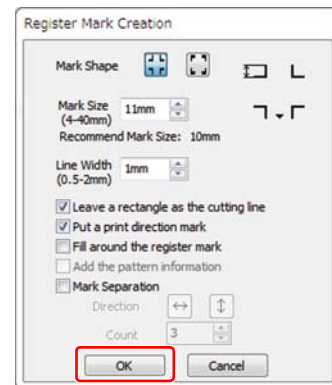 Register Mark Creation
Mark Shape
Mark Size
(4-40mm)
11mm
Recommend Mark Size: 10mm
Line Width
(0.5-2mm)
1mm
Leave a rectangle as the cutting line
Put a print direction mark
Fill around the register mark
Add the pattern information
Mark Separation
Direction
Count
3
OK
Cancel